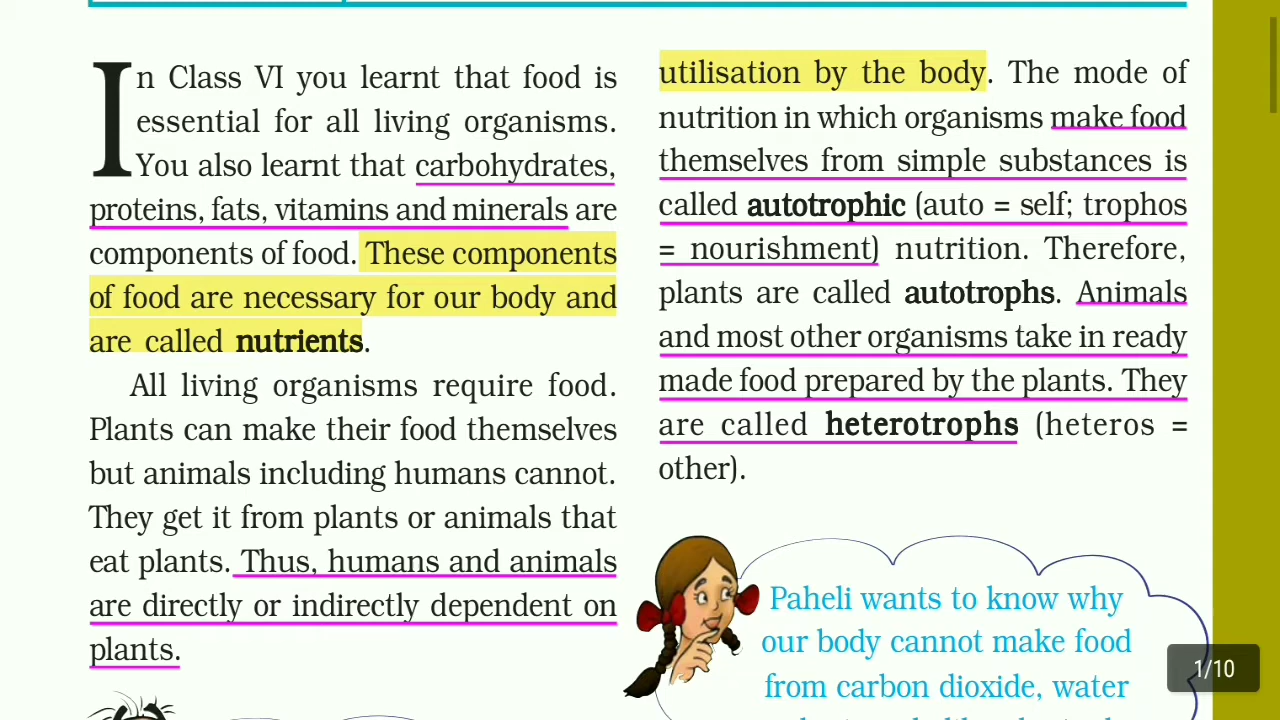 In Class VI you learnt that food is
essential for all living organisms.
You also learnt that carbohydrates,
proteins, fats, vitamins and minerals are
components of food. These components
of food are necessary for our body and
are called nutrients.
All living organisms require food.
Plants can make their food themselves
but animals including humans cannot.
They get it from plants or animals that
eat plants. Thus, humans and animals
are directly or indirectly dependent on
plants.
utilisation by the body. The mode of
nutrition in which organisms make food
themselves from simple substances is
called autotrophic (auto = self; trophos
= nourishment) nutrition. Therefore,
plants are called autotrophs. Animals
and most other organisms take in ready
made food prepared by the plants. They
are called heterotrophs (heteros =
other).
Paheli wants to know why
our body cannot make food
from carbon dioxide, water
1/10